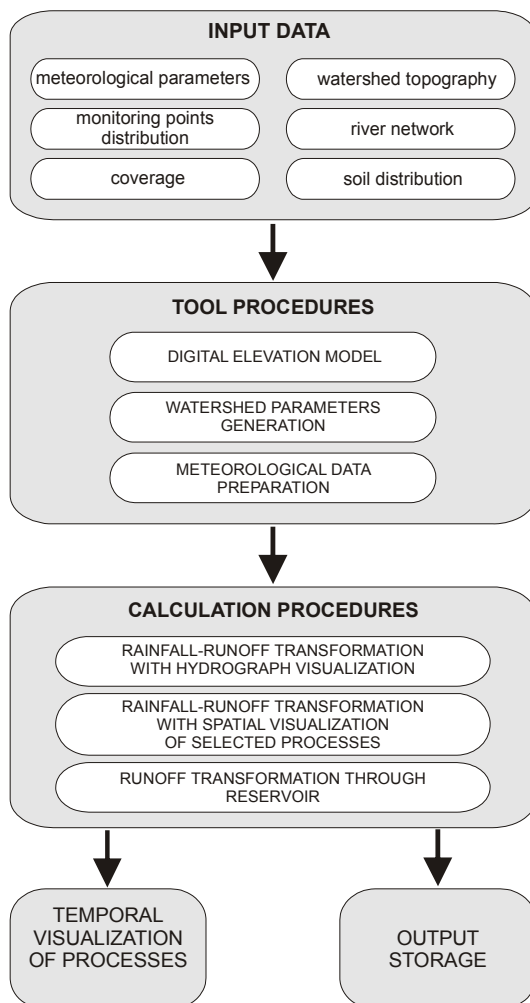 INPUT DATA
meteorological parameters
watershed topography
monitoring points
distribution
river network
coverage
soil distribution
TOOL PROCEDURES
DIGITAL ELEVATION MODEL
WATERSHED PARAMETERS
GENERATION
METEOROLOGICAL DATA
PREPARATION
CALCULATION PROCEDURES
RAINFALL-RUNOFF TRANSFORMATION
WITH HYDROGRAPH VISUALIZATION
RAINFALL-RUNOFF TRANSFORMATION
WITH SPATIAL VISUALIZATION
OF SELECTED PROCESSES
RUNOFF TRANSFORMATION THROUGH
RESERVOIR
TEMPORAL
VISUALIZATION
OF PROCESSES
OUTPUT
STORAGE